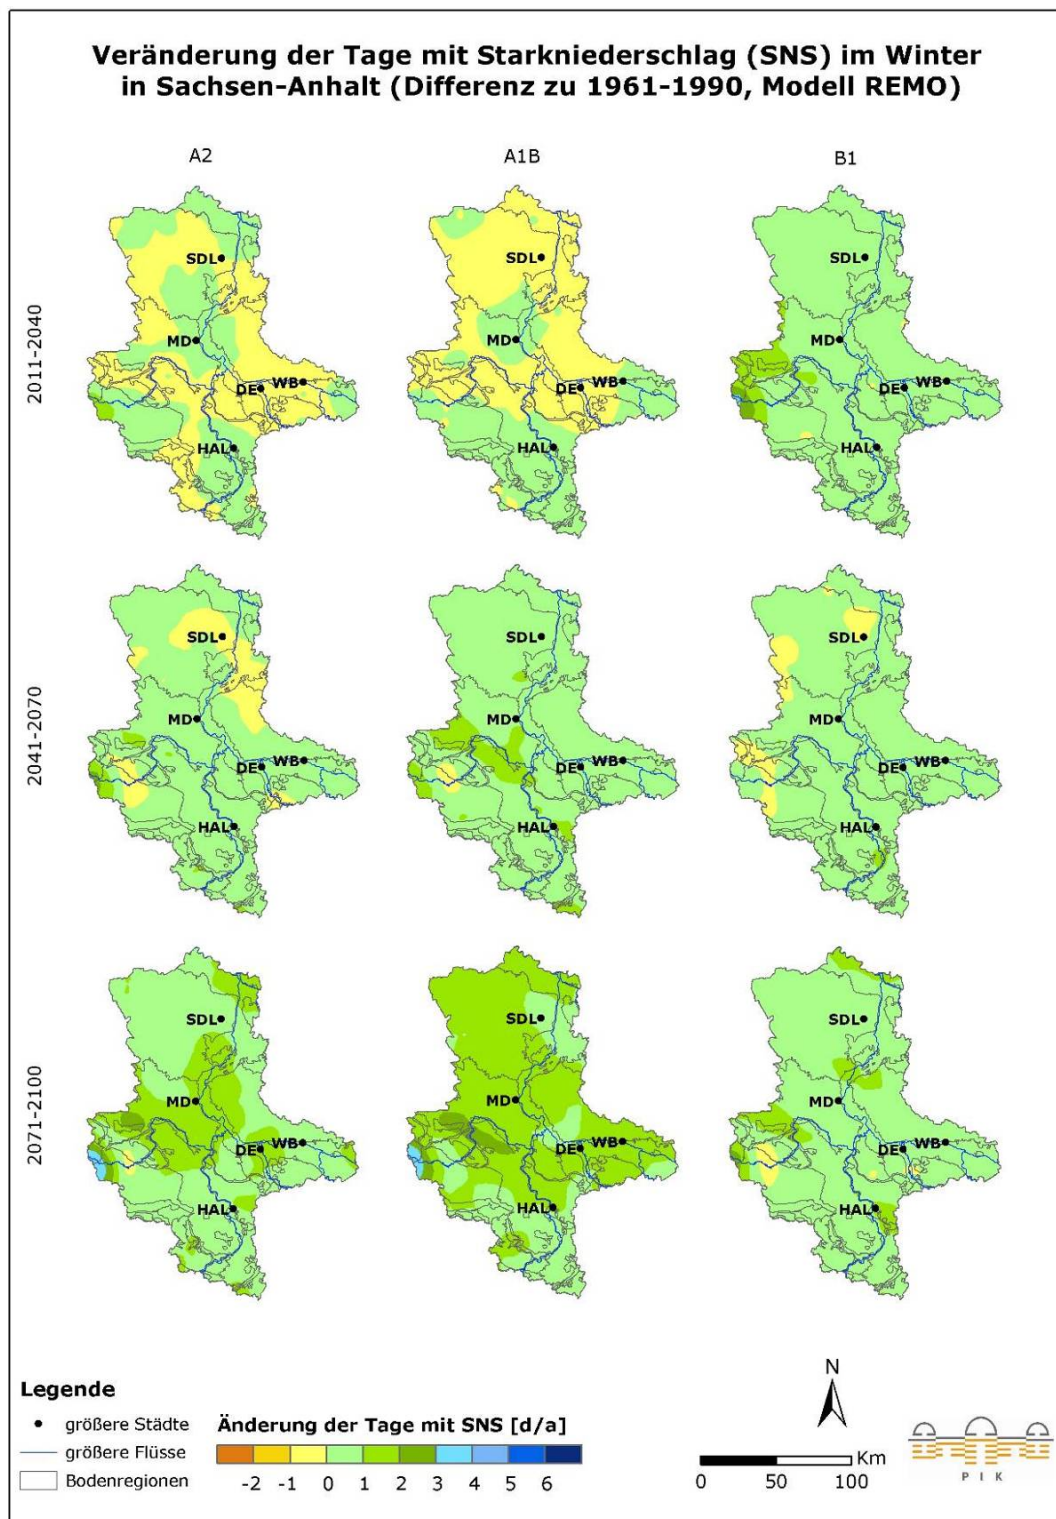 Veränderung der Tage mit Starkniederschlag (SNS) im Winter
in Sachsen-Anhalt (Differenz zu 1961-1990, Modell REMO)
A2 A1B B1
2011-2040
SDL SDL SDL
MD MD MD
DE WB DE WB DE WB
HAL HAL HAL
2041-2070
SDL SDL SDL
MD MD MD
DE WB DE WB DE WB
HAL HAL HAL
2071-2100
SDL SDL SDL
MD MD MD
DE WB DE WB DE WB
HAL HAL HAL
Legende
größere Städte
größere Flüsse
Bodenregionen
Änderung der Tage mit SNS [d/a]
-2 -1 0 1 2 3 4 5 6
N
Km
0 50 100
PIK